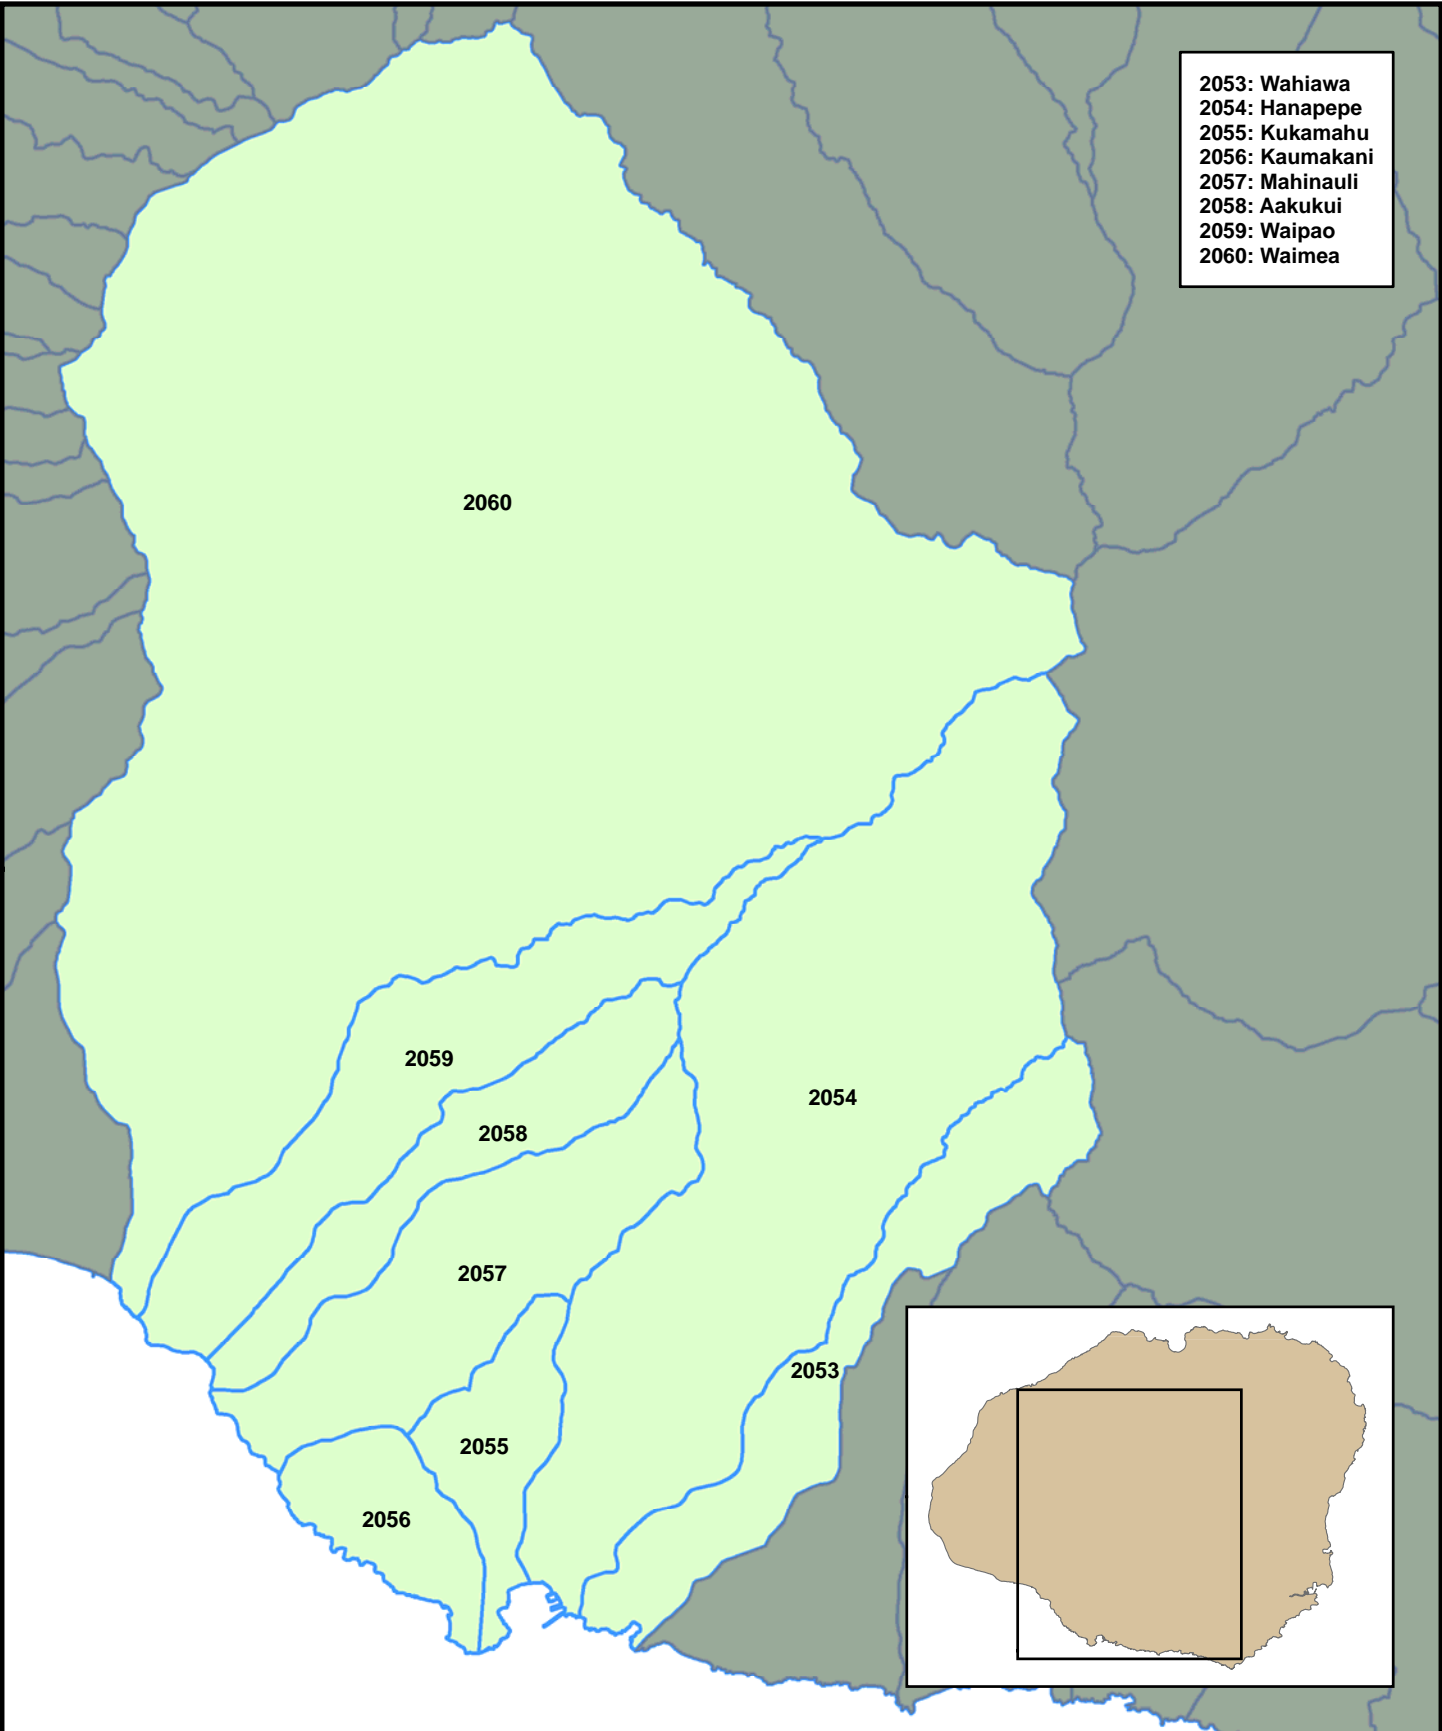 2053: Wahiawa
2054: Hanapepe
2055: Kukamahu
2056: Kaumakani
2057: Mahinauli
2058: Aakukui
2059: Waipao
2060: Waimea
2060
2059
2054
2058
2057
2053
2055
2056